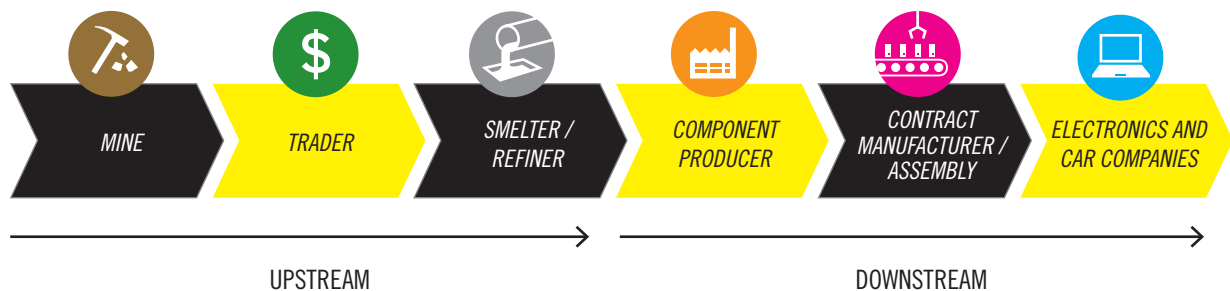 $
MINE
TRADER
SMELTER /
REFINER
COMPONENT
PRODUCER
CONTRACT
MANUFACTURER /
ASSEMBLY
ELECTRONICS AND
CAR COMPANIES
UPSTREAM
DOWNSTREAM